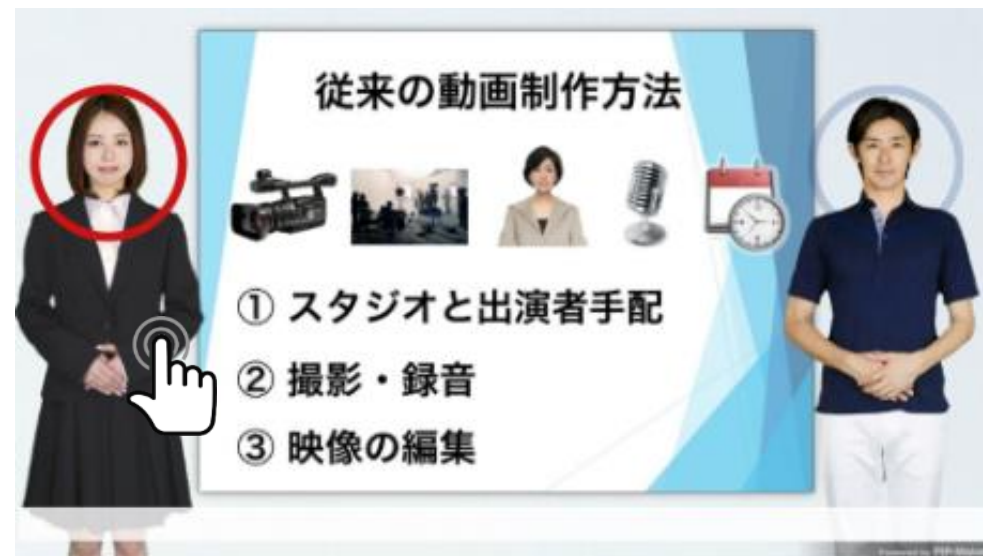 従来の動画制作方法
① スタジオと出演者手配
② 撮影・録音
③ 映像の編集